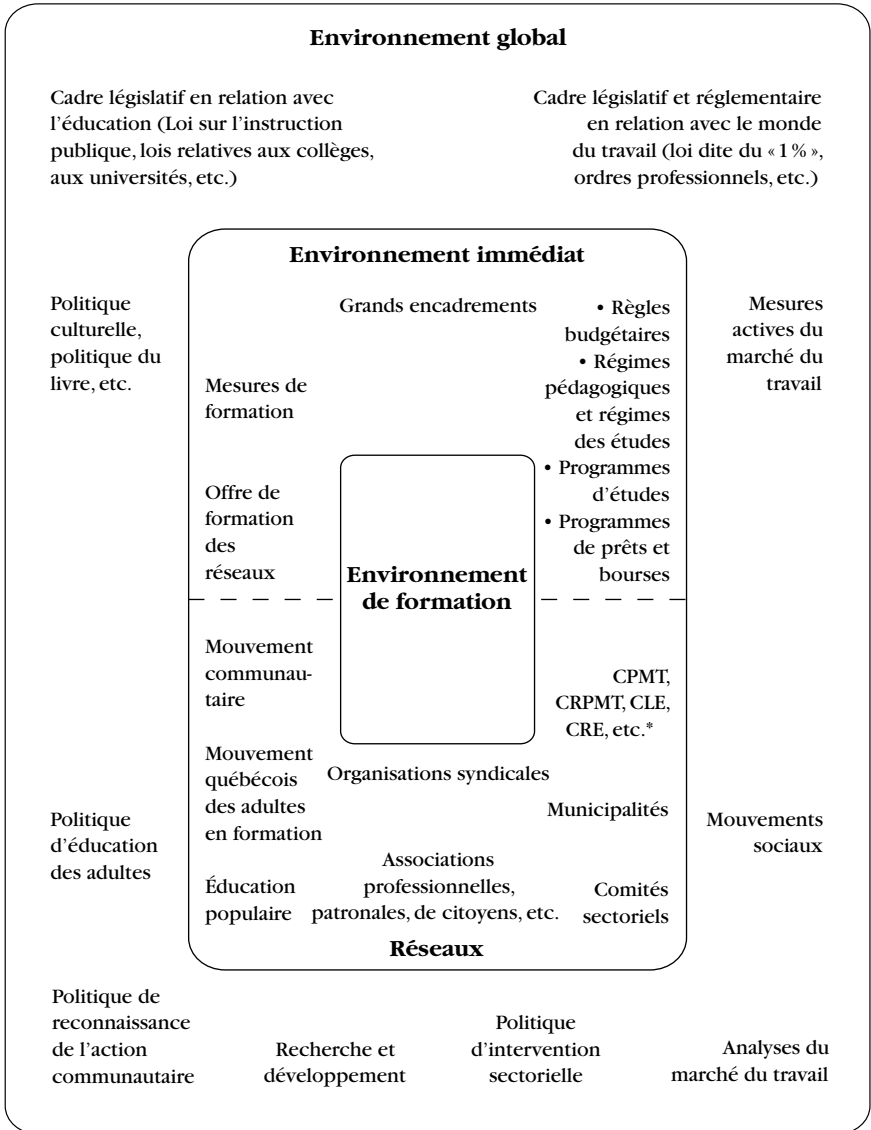 Environnement global
Cadre législatif en relation avec
l'éducation (Loi sur l'instruction
publique, lois relatives aux collèges,
aux universités, etc.)
Cadre législatif et réglementaire
en relation avec le monde
du travail (loi dite du « 1 % »,
ordres professionnels, etc.)
Environnement immédiat
Politique
culturelle,
politique du
livre, etc.
Grands encadrements
• Règles
budgétaires
• Régimes
pédagogiques
et régimes
des études
• Programmes
d'études
• Programmes
de prêts et
bourses
Mesures
actives du
marché du
travail
Mesures de
formation
Offre de
formation
des
réseaux
Environnement
de formation
Mouvement
communau-
taire
CPMT,
CRPMT, CLE,
CRE, etc.*
Mouvement
québécois
des adultes
en formation
Organisations syndicales
Municipalités
Politique
d'éducation
des adultes
Mouvements
sociaux
Éducation
populaire
Associations
professionnelles,
patronales, de citoyens, etc.
Comités
sectoriels
Réseaux
Politique de
reconnaissance
de l'action
communautaire
Recherche et
développement
Politique
d'intervention
sectorielle
Analyses du
marché du travail